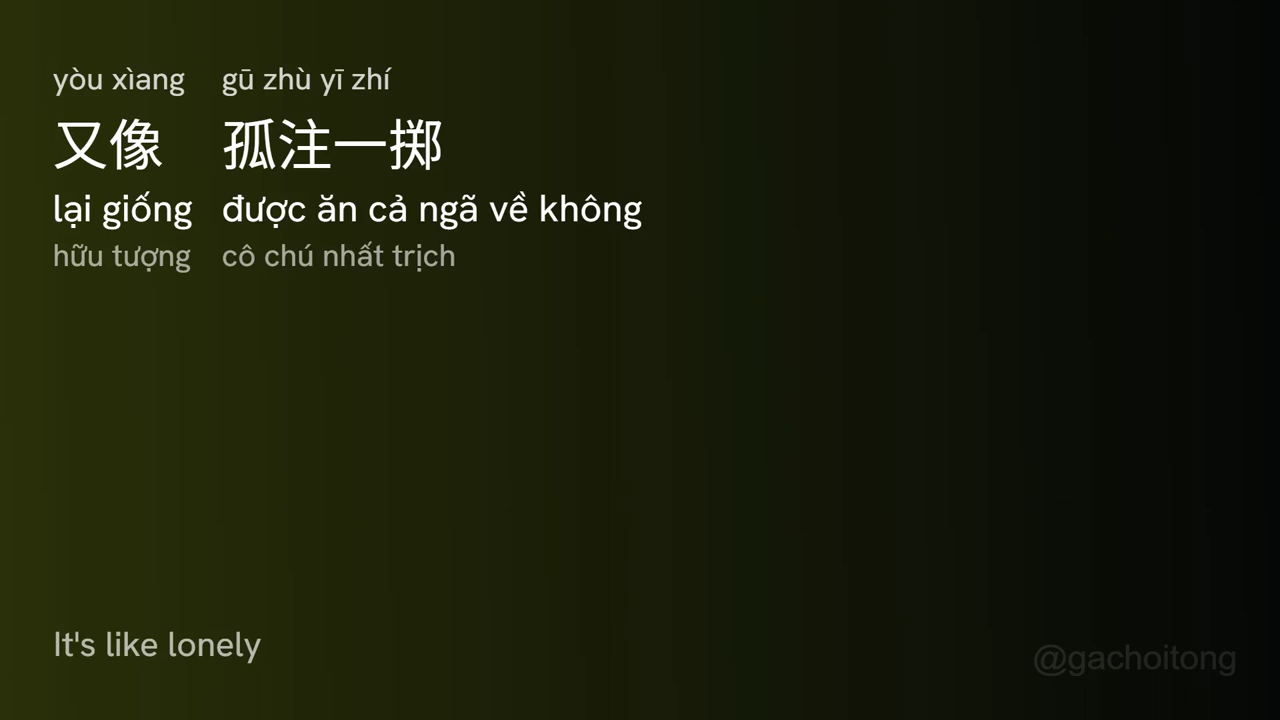 yòu xìang gū zhù yī zhí
又像 孤注一掷
lại giống được ăn cả ngã về không
hữu tượng cô chú nhất trịch
It's like lonely
@gachoitong